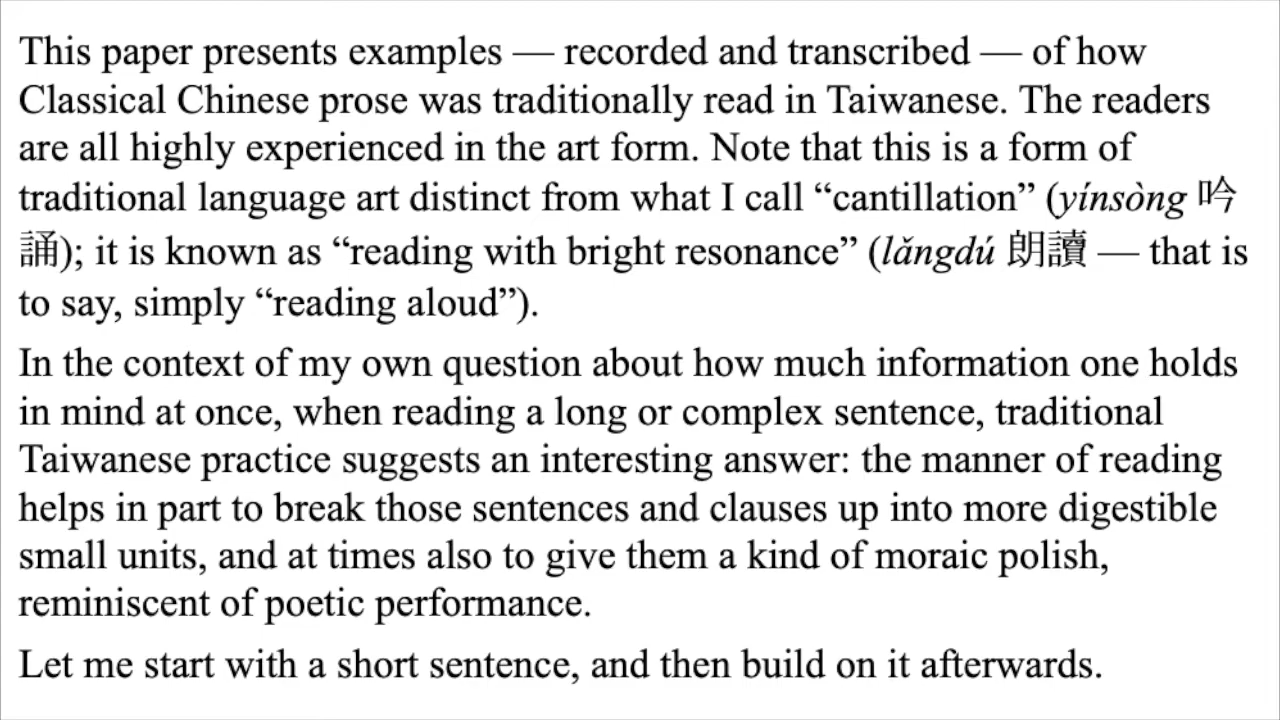 This paper presents examples — recorded and transcribed — of how
Classical Chinese prose was traditionally read in Taiwanese. The readers
are all highly experienced in the art form. Note that this is a form of
traditional language art distinct from what I call “cantillation” (yínsòng 吟
誦); it is known as “reading with bright resonance” (lǎngdú 朗讀 — that is
to say, simply “reading aloud”).
In the context of my own question about how much information one holds
in mind at once, when reading a long or complex sentence, traditional
Taiwanese practice suggests an interesting answer: the manner of reading
helps in part to break those sentences and clauses up into more digestible
small units, and at times also to give them a kind of moraic polish,
reminiscent of poetic performance.
Let me start with a short sentence, and then build on it afterwards.